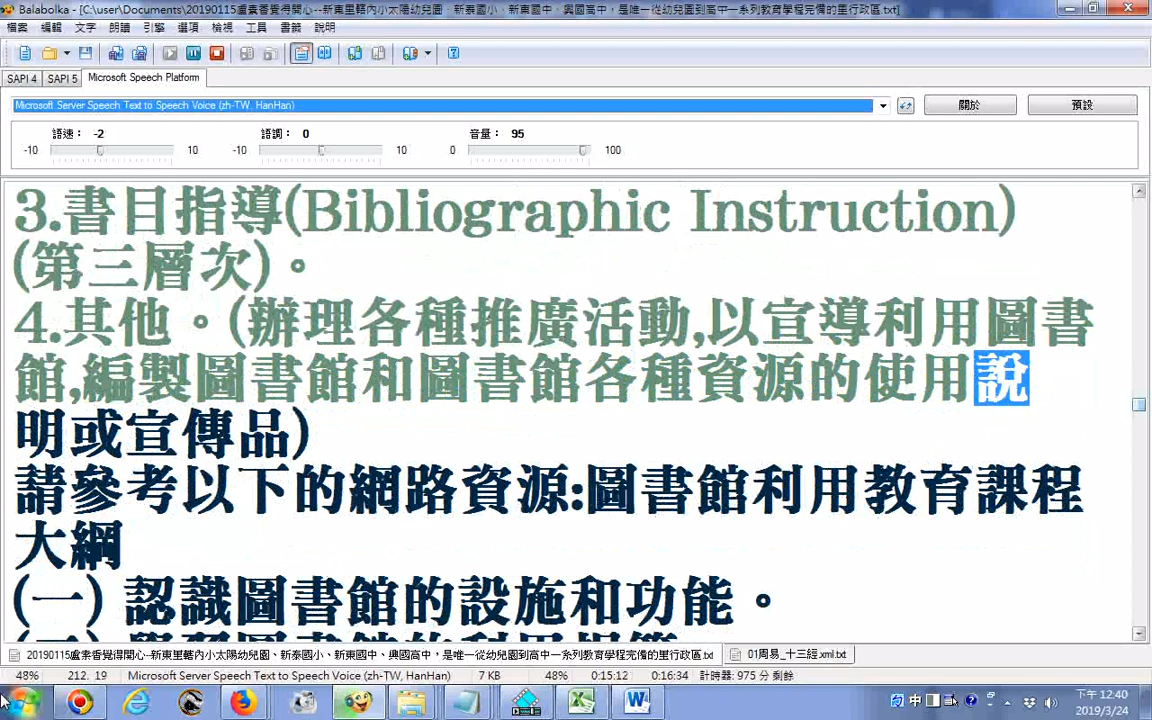 Balabolka - [C:\user\Documents\20190115盧素香覺得開心--新東里轄內小太陽幼兒園、新泰國小、新東國中、興國高中，是唯一從幼兒園到高中一系列教育學程完備的里行政區.txt]
檔案 編輯 文字 朗讀 引擎 選項 檢視 工具 書籤 說明
SAPI 4 SAPI 5 Microsoft Speech Platform
Microsoft Server Speech Text to Speech Voice (zh-TW, HanHan)
關於 預設
語速： -2 語調： 0 音量： 95
-10 10 -10 10 0 100
3.書目指導(Bibliographic Instruction)
(第三層次)。
4.其他。(辦理各種推廣活動,以宣導利用圖書
館,編製圖書館和圖書館各種資源的使用說
明或宣傳品)
請參考以下的網路資源:圖書館利用教育課程
大綱
(一) 認識圖書館的設施和功能。
20190115盧素香覺得開心--新東里轄內小太陽幼兒園、新泰國小、新東國中、興國高中，是唯一從幼兒園到高中一系列教育學程完備的里行政區.txt 01周易_十三經.xml.txt
48% 212. 19 Microsoft Server Speech Text to Speech Voice (zh-TW, HanHan) 7 KB 48% 0:15:12 0:16:34 計時器: 975 分 剩餘
中 下午 12:40
2019/3/24